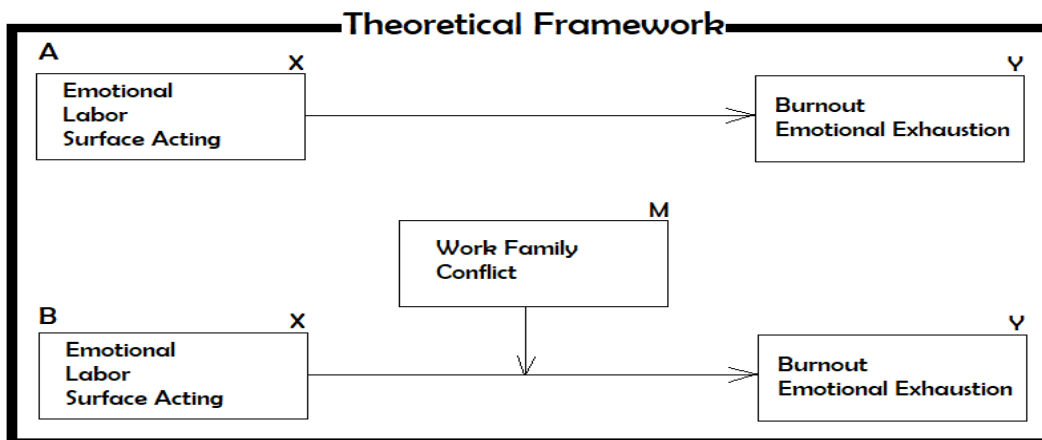 Theoretical Framework
A
X
Y
Emotional
Labor
Surface Acting
Burnout
Emotional Exhaustion
M
Work Family
Conflict
B
X
Y
Emotional
Labor
Surface Acting
Burnout
Emotional Exhaustion